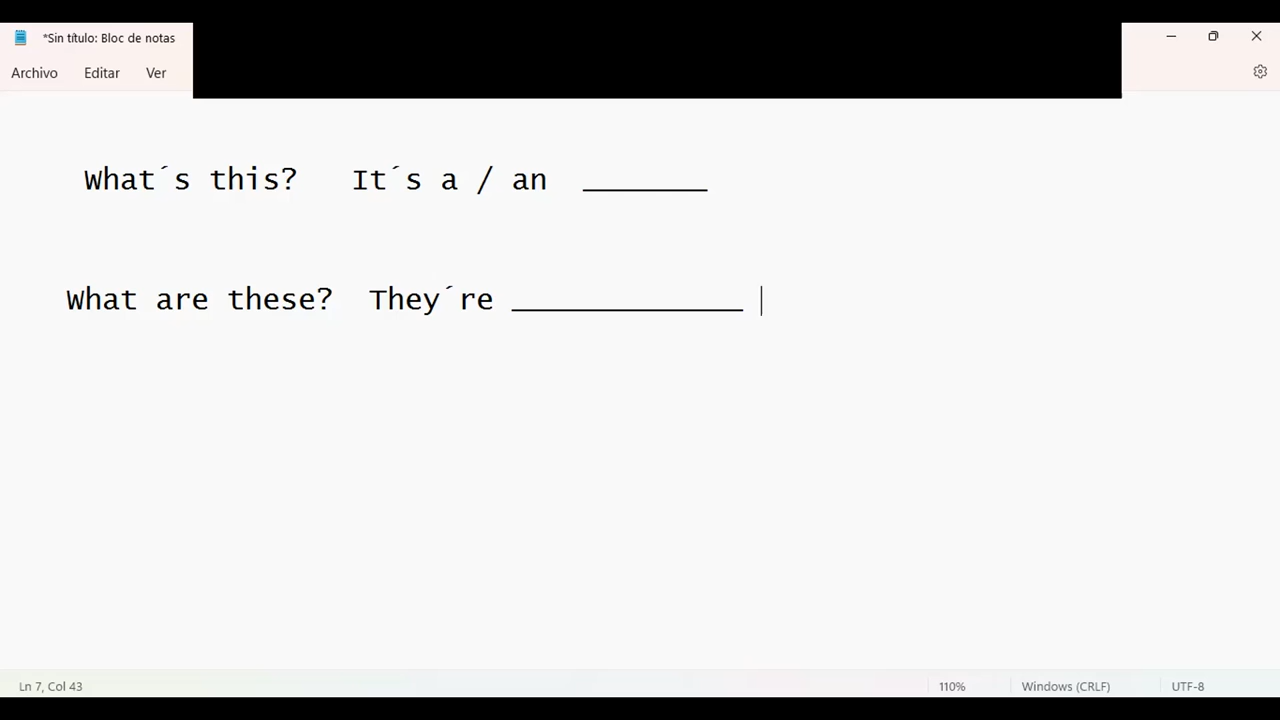 *Sin título: Bloc de notas
Archivo Editar Ver
What´s this? It´s a / an _______
What are these? They´re _____________
Ln 7, Col 43 110% Windows (CRLF) UTF-8